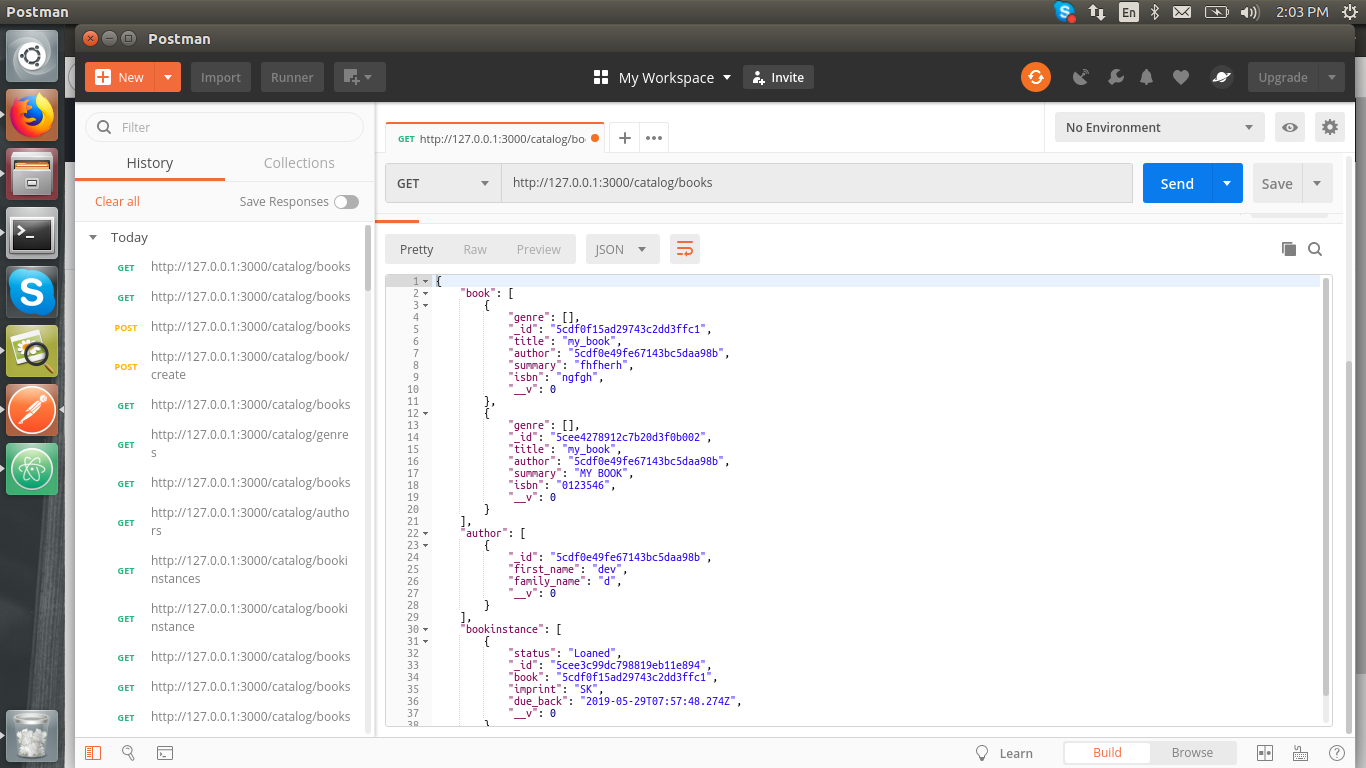 Postman
En
2:03 PM
Postman
New
Import
Runner
My Workspace
Invite
Upgrade
Filter
History
Collections
Clear all
Save Responses
Today
GET http://127.0.0.1:3000/catalog/books
GET http://127.0.0.1:3000/catalog/books
POST http://127.0.0.1:3000/catalog/books
POST http://127.0.0.1:3000/catalog/book/
create
GET http://127.0.0.1:3000/catalog/books
GET http://127.0.0.1:3000/catalog/genre
s
GET http://127.0.0.1:3000/catalog/books
GET http://127.0.0.1:3000/catalog/autho
rs
GET http://127.0.0.1:3000/catalog/booki
nstances
GET http://127.0.0.1:3000/catalog/booki
nstance
GET http://127.0.0.1:3000/catalog/books
GET http://127.0.0.1:3000/catalog/books
GET http://127.0.0.1:3000/catalog/books
GET http://127.0.0.1:3000/catalog/bo
No Environment
GET http://127.0.0.1:3000/catalog/books
Send
Save
Pretty Raw Preview JSON
1 {
2 "book": [
3 {
4 "genre": [],
5 "_id": "5cdf0f15ad29743c2dd3ffc1",
6 "title": "my_book",
7 "author": "5cdf0e49fe67143bc5daa98b",
8 "summary": "fhfherh",
9 "isbn": "ngfgh",
10 "__v": 0
11 },
12 {
13 "genre": [],
14 "_id": "5cee4278912c7b20d3f0b002",
15 "title": "my_book",
16 "author": "5cdf0e49fe67143bc5daa98b",
17 "summary": "MY BOOK",
18 "isbn": "0123546",
19 "__v": 0
20 }
21 ],
22 "author": [
23 {
24 "_id": "5cdf0e49fe67143bc5daa98b",
25 "first_name": "dev",
26 "family_name": "d",
27 "__v": 0
28 }
29 ],
30 "bookinstance": [
31 {
32 "status": "Loaned",
33 "_id": "5cee3c99dc798819eb11e894",
34 "book": "5cdf0f15ad29743c2dd3ffc1",
35 "imprint": "SK",
36 "due_back": "2019-05-29T07:57:48.274Z",
37 "__v": 0
38 }
Learn
Build
Browse